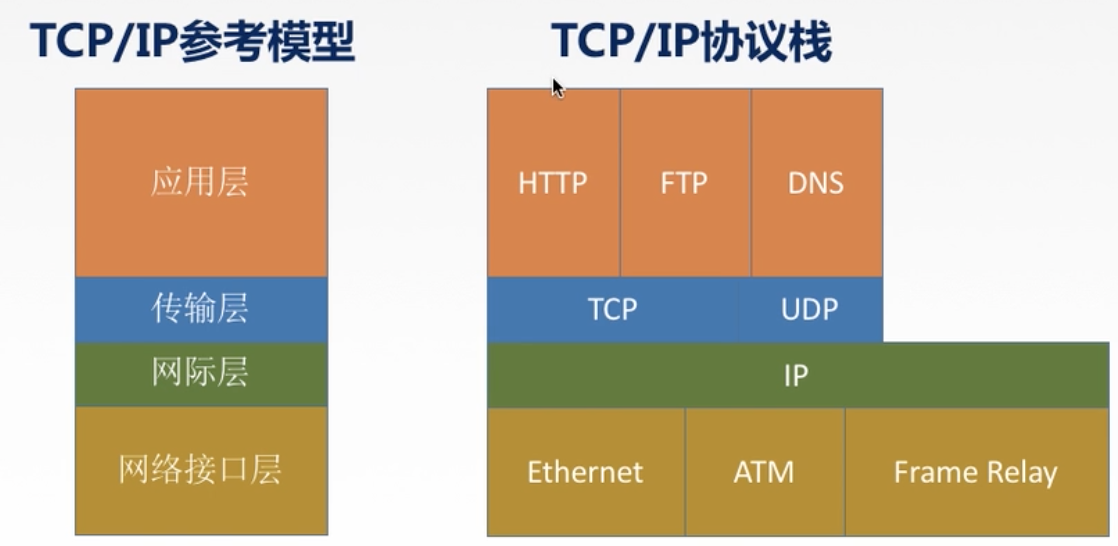 TCP/IP参考模型
应用层
传输层
网际层
网络接口层
TCP/IP协议栈
HTTP FTP DNS
TCP UDP
IP
Ethernet ATM Frame Relay